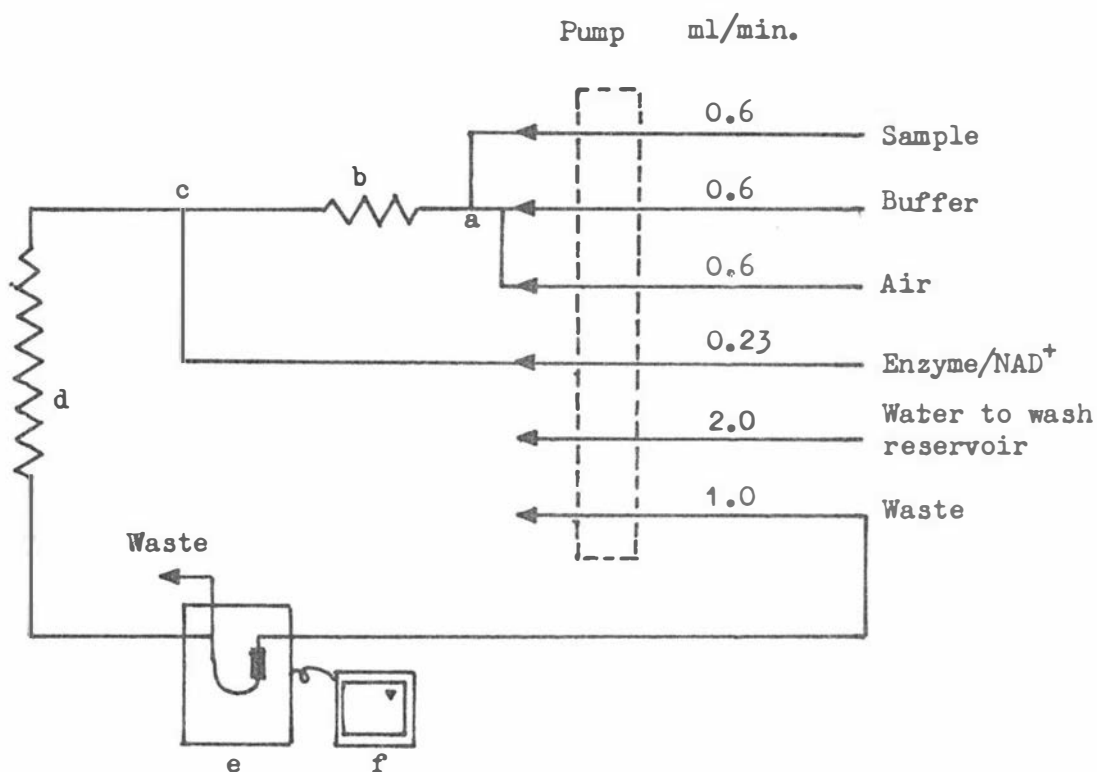 Pump ml/min.
0.6 Sample
b
c
a
0.6 Buffer
0.6 Air
0.23 Enzyme/NAD+
d
2.0 Water to wash
reservoir
1.0 Waste
Waste
e
f